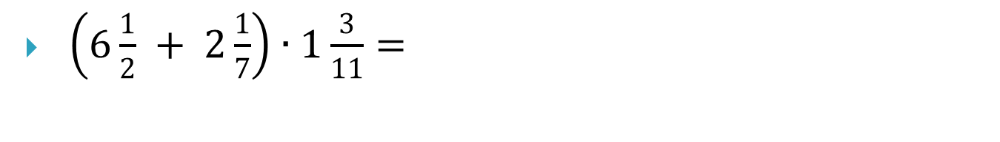 (6 1/2 + 2 1/7) · 1 3/11 =